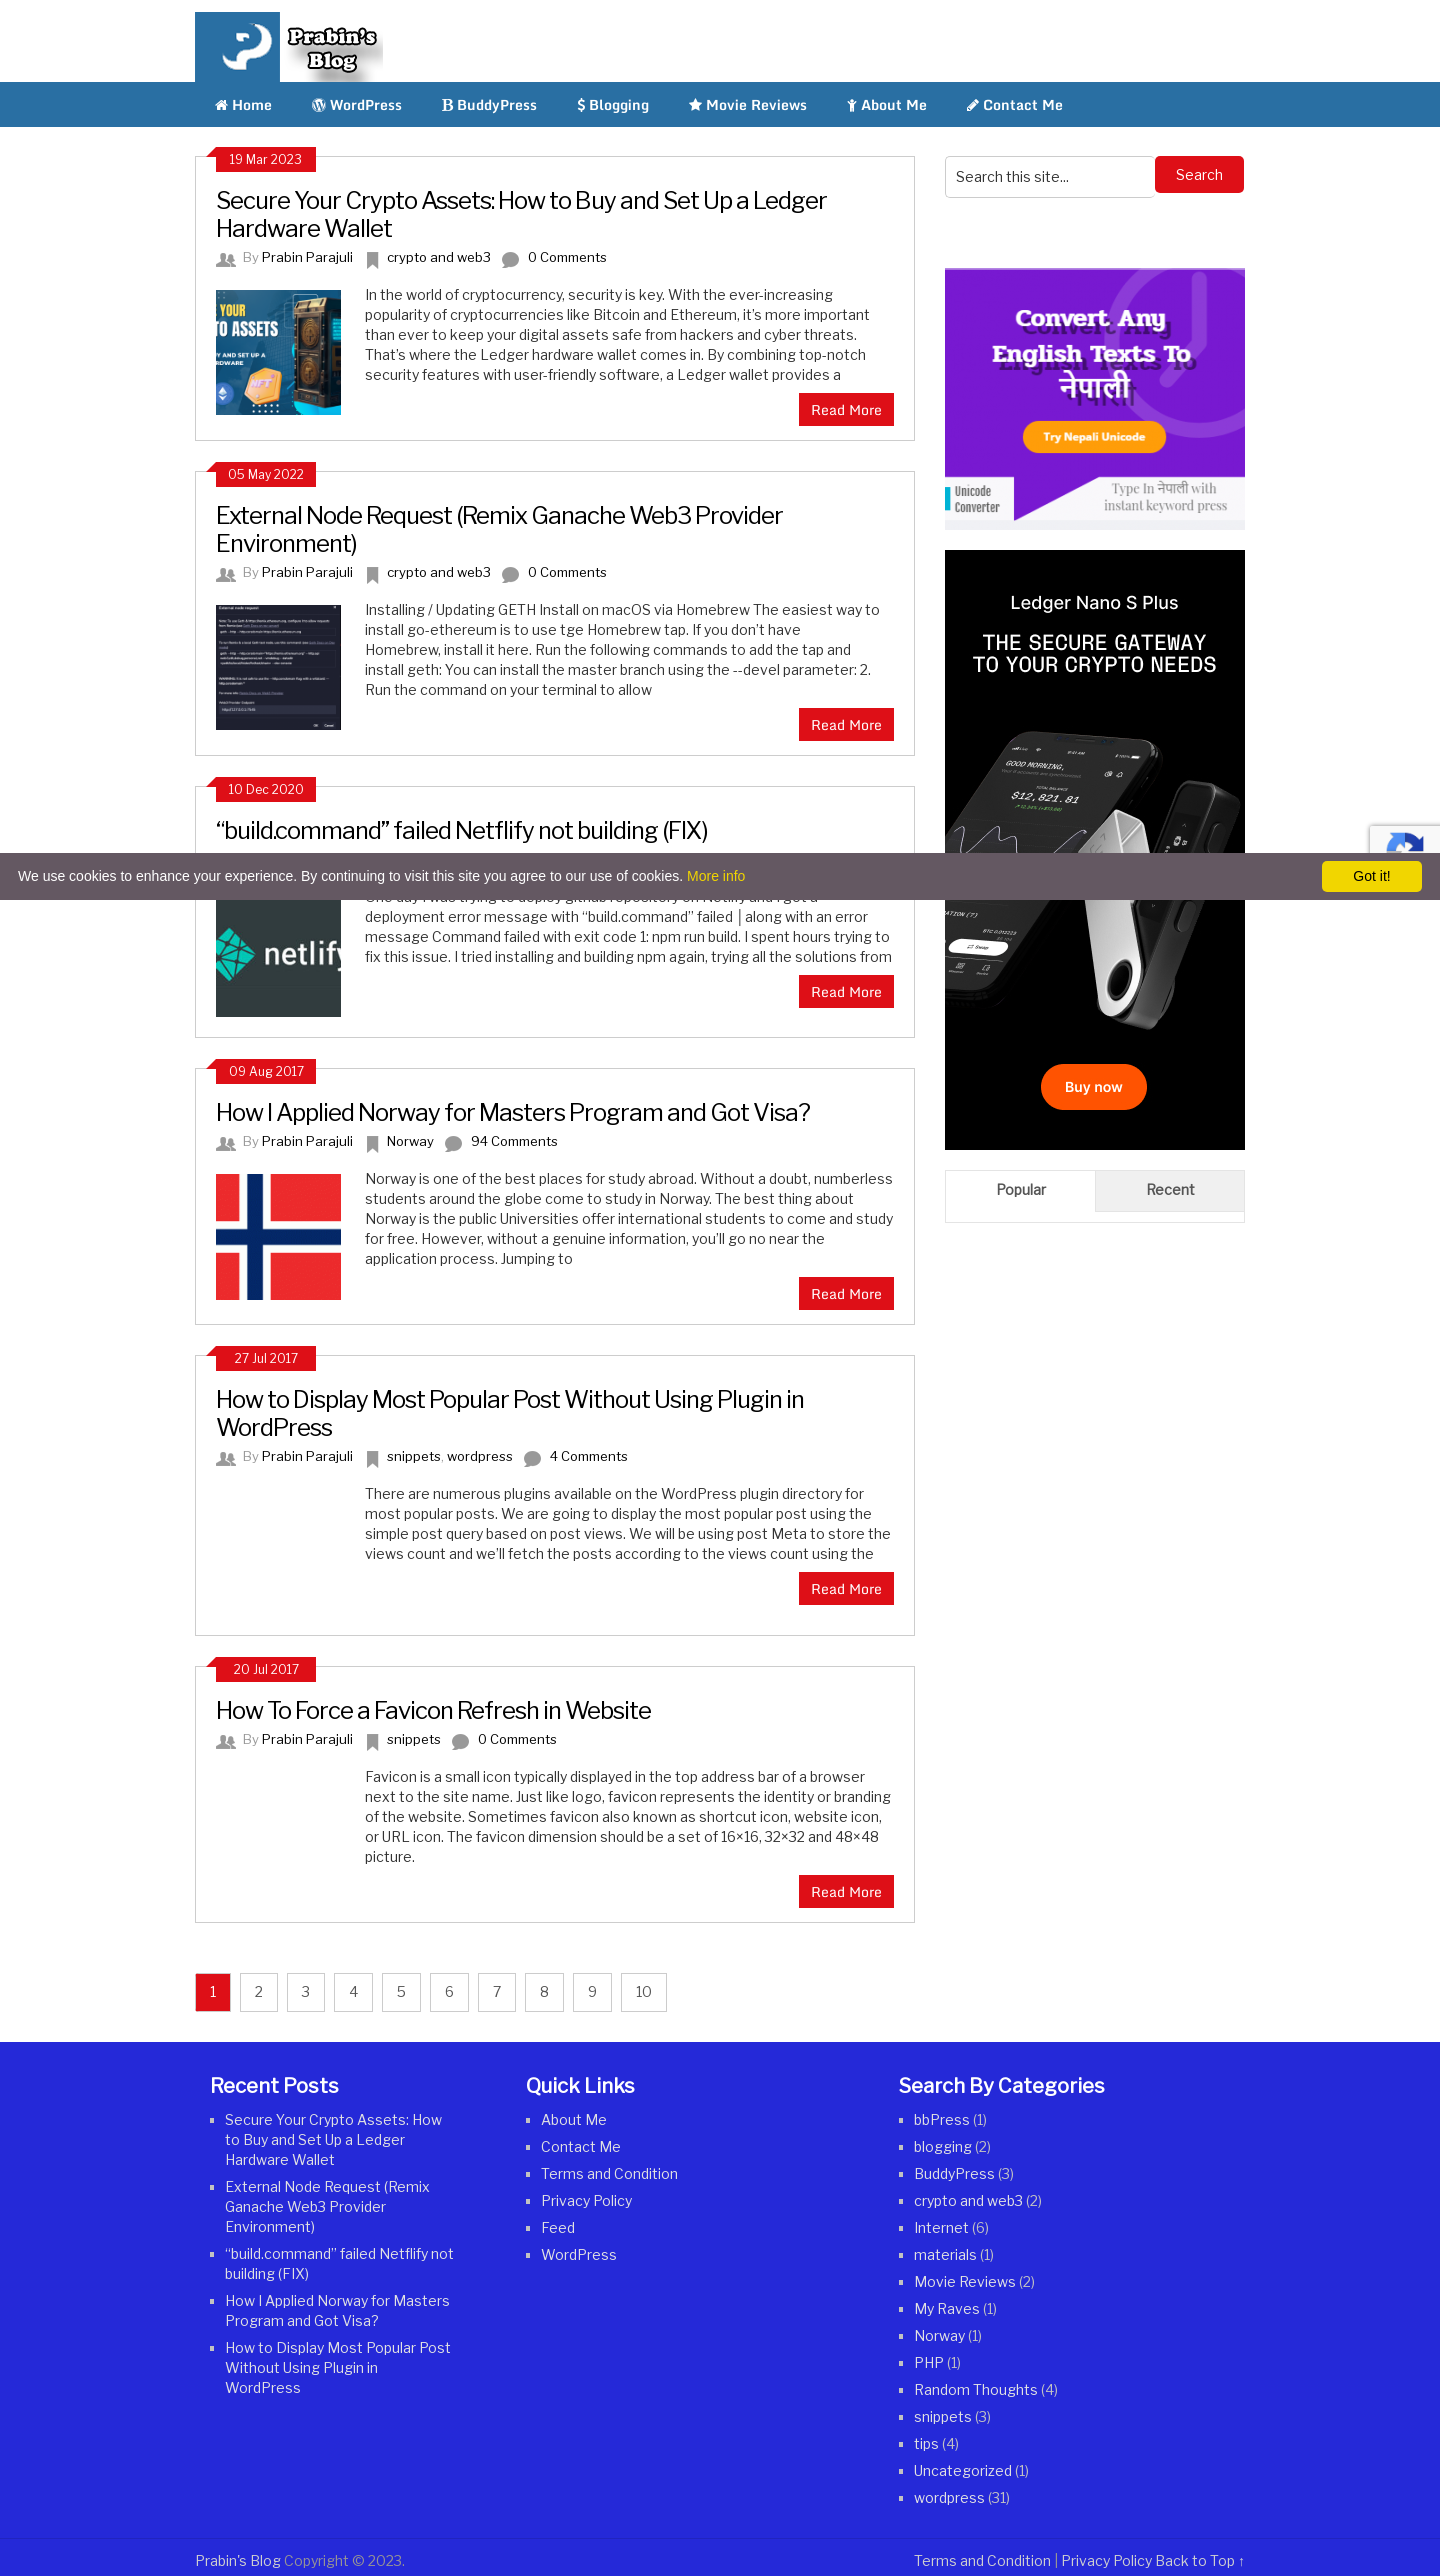 Prabin's
Blog
Home
WordPress
BuddyPress
Blogging
Movie Reviews
About Me
Contact Me
19 Mar 2023
Secure Your Crypto Assets: How to Buy and Set Up a Ledger
Hardware Wallet
By Prabin Parajuli crypto and web3 0 Comments
In the world of cryptocurrency, security is key. With the ever-increasing
popularity of cryptocurrencies like Bitcoin and Ethereum, it's more important
than ever to keep your digital assets safe from hackers and cyber threats.
That's where the Ledger hardware wallet comes in. By combining top-notch
security features with user-friendly software, a Ledger wallet provides a
Read More
05 May 2022
External Node Request (Remix Ganache Web3 Provider
Environment)
By Prabin Parajuli crypto and web3 0 Comments
Installing / Updating GETH Install on macOS via Homebrew The easiest way to
install go-ethereum is to use tge Homebrew tap. If you don't have
Homebrew, install it here. Run the following commands to add the tap and
install geth: You can install the master branch using the --devel parameter: 2.
Run the command on your terminal to allow
Read More
10 Dec 2020
“build.command” failed Netflify not building (FIX)
We use cookies to enhance your experience. By continuing to visit this site you agree to our use of cookies. More info
Got it!
deployment error message with “build.command” failed │along with an error
message Command failed with exit code 1: npm run build. I spent hours trying to
fix this issue. I tried installing and building npm again, trying all the solutions from
netlify
Read More
09 Aug 2017
How I Applied Norway for Masters Program and Got Visa?
By Prabin Parajuli Norway 94 Comments
Norway is one of the best places for study abroad. Without a doubt, numberless
students around the globe come to study in Norway. The best thing about
Norway is the public Universities offer international students to come and study
for free. However, without a genuine information, you'll go no near the
application process. Jumping to
Read More
27 Jul 2017
How to Display Most Popular Post Without Using Plugin in
WordPress
By Prabin Parajuli snippets, wordpress 4 Comments
There are numerous plugins available on the WordPress plugin directory for
most popular posts. We are going to display the most popular post using the
simple post query based on post views. We will be using post Meta to store the
views count and we'll fetch the posts according to the views count using the
Read More
20 Jul 2017
How To Force a Favicon Refresh in Website
By Prabin Parajuli snippets 0 Comments
Favicon is a small icon typically displayed in the top address bar of a browser
next to the site name. Just like logo, favicon represents the identity or branding
of the website. Sometimes favicon also known as shortcut icon, website icon,
or URL icon. The favicon dimension should be a set of 16×16, 32×32 and 48×48
picture.
Read More
1 2 3 4 5 6 7 8 9 10
Search this site...
Search
Convert Any
English Texts To
नेपाली
Try Nepali Unicode
Unicode
Converter
Type In नेपाली with
instant keyword press
Ledger Nano S Plus
THE SECURE GATEWAY
TO YOUR CRYPTO NEEDS
GOOD MORNING,
$12,821.81
Swap
Buy now
Popular
Recent
Recent Posts
Secure Your Crypto Assets: How
to Buy and Set Up a Ledger
Hardware Wallet
External Node Request (Remix
Ganache Web3 Provider
Environment)
“build.command” failed Netflify not
building (FIX)
How I Applied Norway for Masters
Program and Got Visa?
How to Display Most Popular Post
Without Using Plugin in
WordPress
Quick Links
About Me
Contact Me
Terms and Condition
Privacy Policy
Feed
WordPress
Search By Categories
bbPress (1)
blogging (2)
BuddyPress (3)
crypto and web3 (2)
Internet (6)
materials (1)
Movie Reviews (2)
My Raves (1)
Norway (1)
PHP (1)
Random Thoughts (4)
snippets (3)
tips (4)
Uncategorized (1)
wordpress (31)
Prabin's Blog Copyright © 2023.
Terms and Condition | Privacy Policy Back to Top ↑